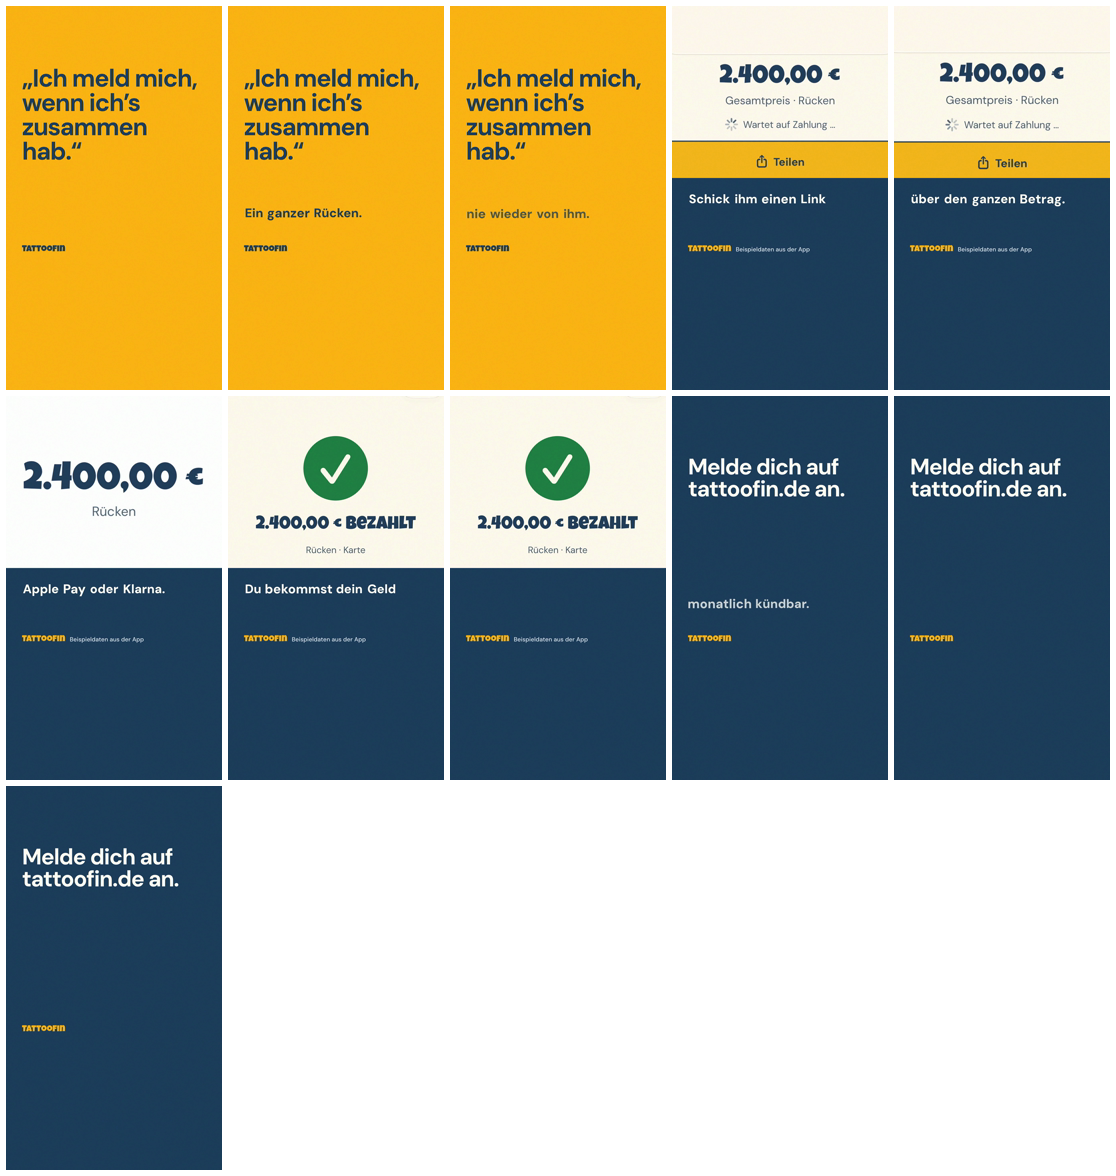 „Ich meld mich,
wenn ich’s
zusammen
hab.“
TATTOOFIN
„Ich meld mich,
wenn ich’s
zusammen
hab.“
Ein ganzer Rücken.
TATTOOFIN
„Ich meld mich,
wenn ich’s
zusammen
hab.“
nie wieder von ihm.
TATTOOFIN
2.400,00 €
Gesamtpreis · Rücken
Wartet auf Zahlung ...
Teilen
Schick ihm einen Link
TATTOOFIN Beispieldaten aus der App
2.400,00 €
Gesamtpreis · Rücken
Wartet auf Zahlung ...
Teilen
über den ganzen Betrag.
TATTOOFIN Beispieldaten aus der App
2.400,00 €
Rücken
Apple Pay oder Klarna.
TATTOOFIN Beispieldaten aus der App
2.400,00 € BEZAHLT
Rücken · Karte
Du bekommst dein Geld
TATTOOFIN Beispieldaten aus der App
2.400,00 € BEZAHLT
Rücken · Karte
TATTOOFIN Beispieldaten aus der App
Melde dich auf
tattoofin.de an.
monatlich kündbar.
TATTOOFIN
Melde dich auf
tattoofin.de an.
TATTOOFIN
Melde dich auf
tattoofin.de an.
TATTOOFIN